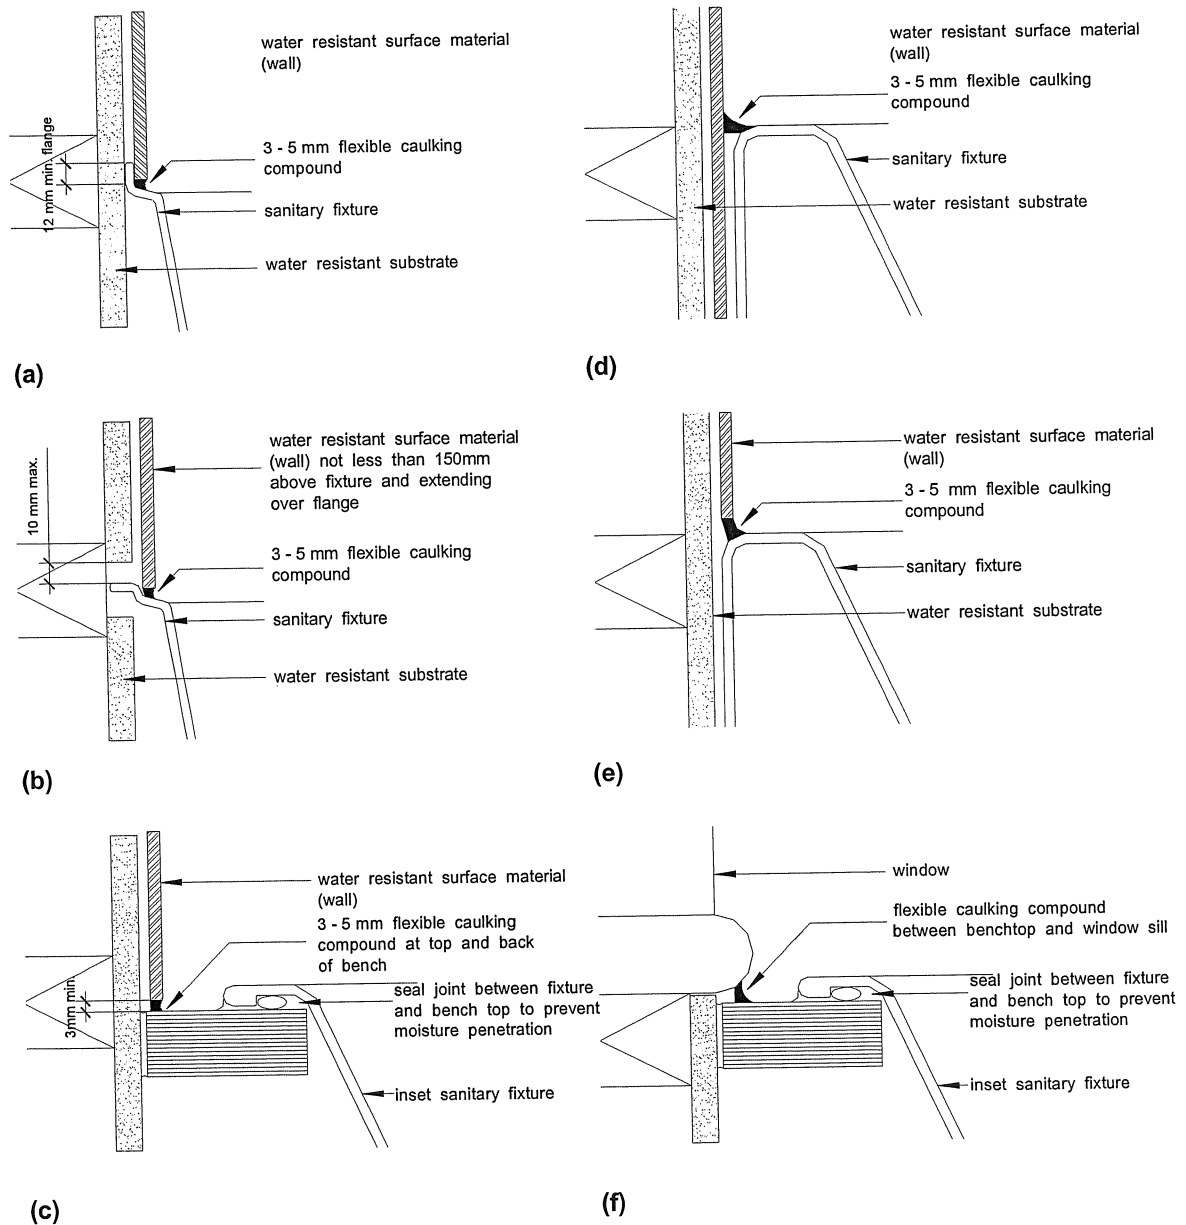 water resistant surface material
(wall)
12 mm min. flange
3 - 5 mm flexible caulking
compound
sanitary fixture
water resistant substrate
(a)
water resistant surface material
(wall)
3 - 5 mm flexible caulking
compound
sanitary fixture
water resistant substrate
(d)
10 mm max.
water resistant surface material
(wall) not less than 150mm
above fixture and extending
over flange
3 - 5 mm flexible caulking
compound
sanitary fixture
water resistant substrate
(b)
water resistant surface material
(wall)
3 - 5 mm flexible caulking
compound
sanitary fixture
water resistant substrate
(e)
water resistant surface material
(wall)
3 - 5 mm flexible caulking
compound at top and back
of bench
3mm min.
seal joint between fixture
and bench top to prevent
moisture penetration
inset sanitary fixture
(c)
window
flexible caulking compound
between benchtop and window sill
seal joint between fixture
and bench top to prevent
moisture penetration
inset sanitary fixture
(f)